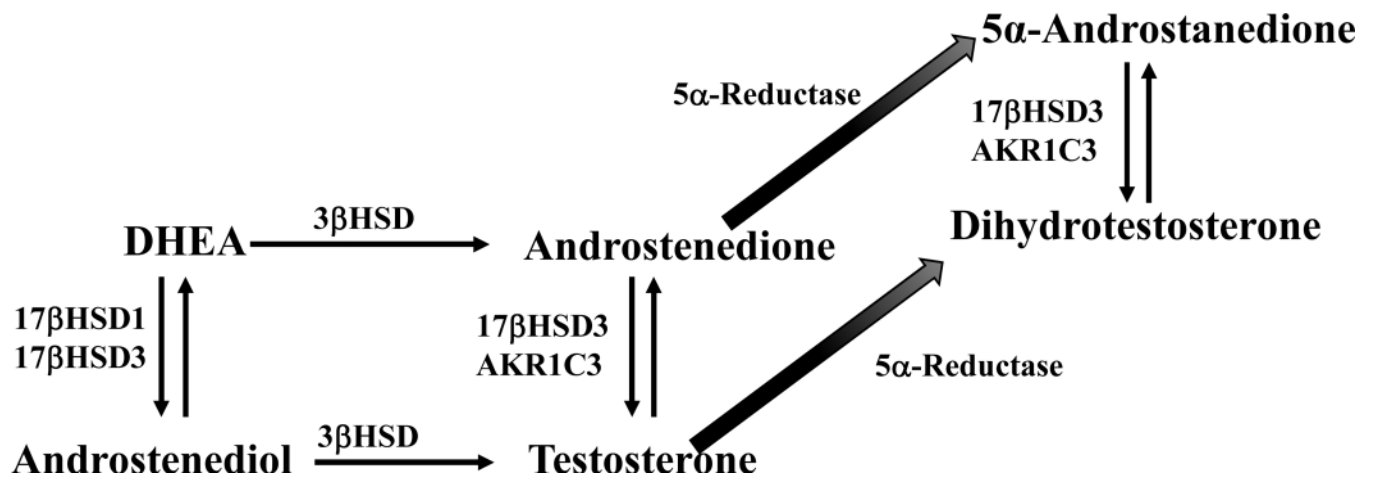 5α-Androstanedione
5α-Reductase
17βHSD3
AKR1C3
3βHSD
DHEA
Androstenedione
Dihydrotestosterone
17βHSD1
17βHSD3
17βHSD3
AKR1C3
5α-Reductase
3βHSD
Androstenediol
Testosterone